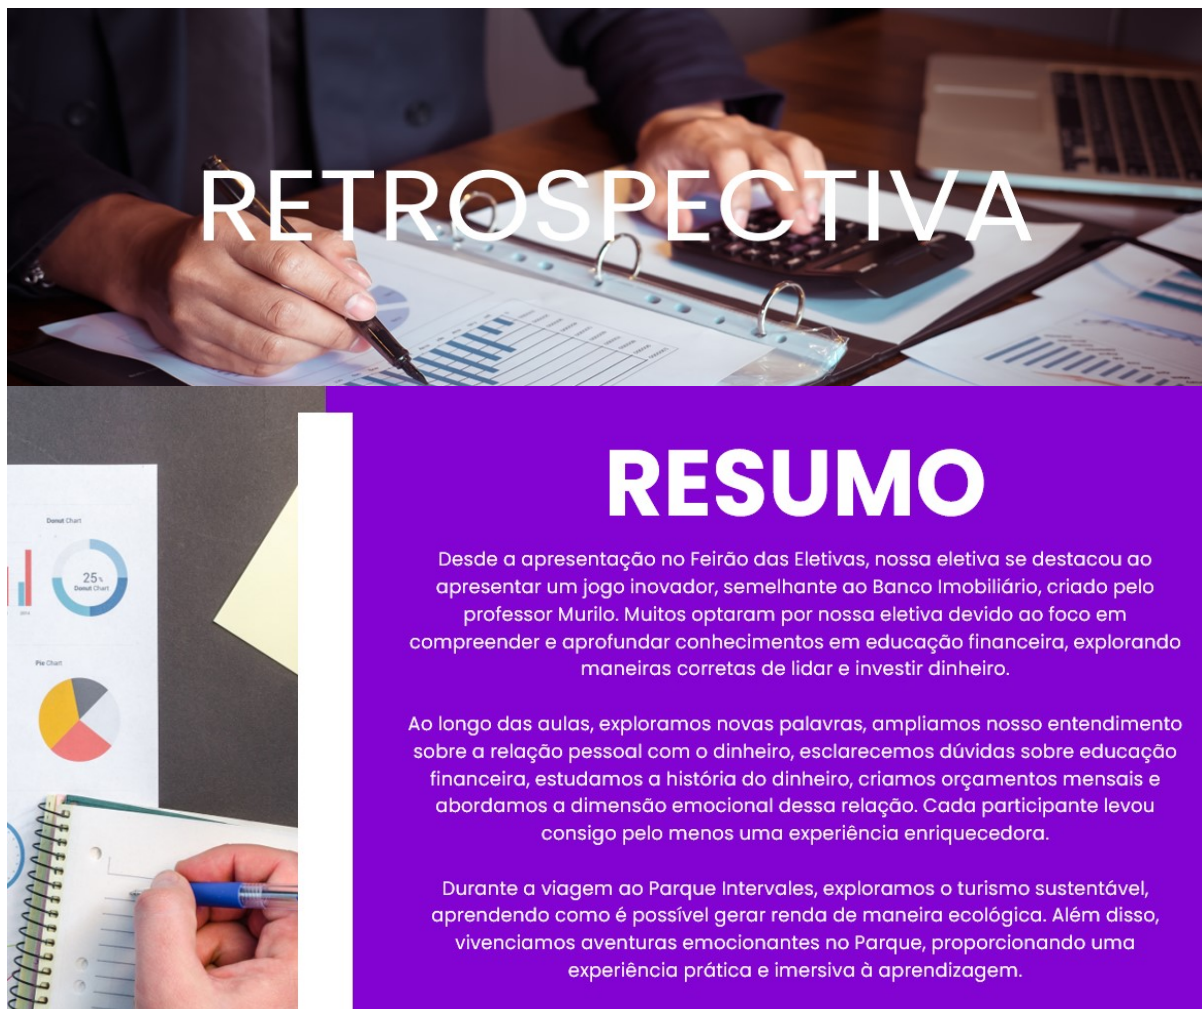 RETROSPECTIVA
Donut Chart
25%
Donut Chart
Pie Chart
RESUMO
Desde a apresentação no Feirão das Eletivas, nossa eletiva se destacou ao
apresentar um jogo inovador, semelhante ao Banco Imobiliário, criado pelo
professor Murilo. Muitos optaram por nossa eletiva devido ao foco em
compreender e aprofundar conhecimentos em educação financeira, explorando
maneiras corretas de lidar e investir dinheiro.
Ao longo das aulas, exploramos novas palavras, ampliamos nosso entendimento
sobre a relação pessoal com o dinheiro, esclarecemos dúvidas sobre educação
financeira, estudamos a história do dinheiro, criamos orçamentos mensais e
abordamos a dimensão emocional dessa relação. Cada participante levou
consigo pelo menos uma experiência enriquecedora.
Durante a viagem ao Parque Intervales, exploramos o turismo sustentável,
aprendendo como é possível gerar renda de maneira ecológica. Além disso,
vivenciamos aventuras emocionantes no Parque, proporcionando uma
experiência prática e imersiva à aprendizagem.